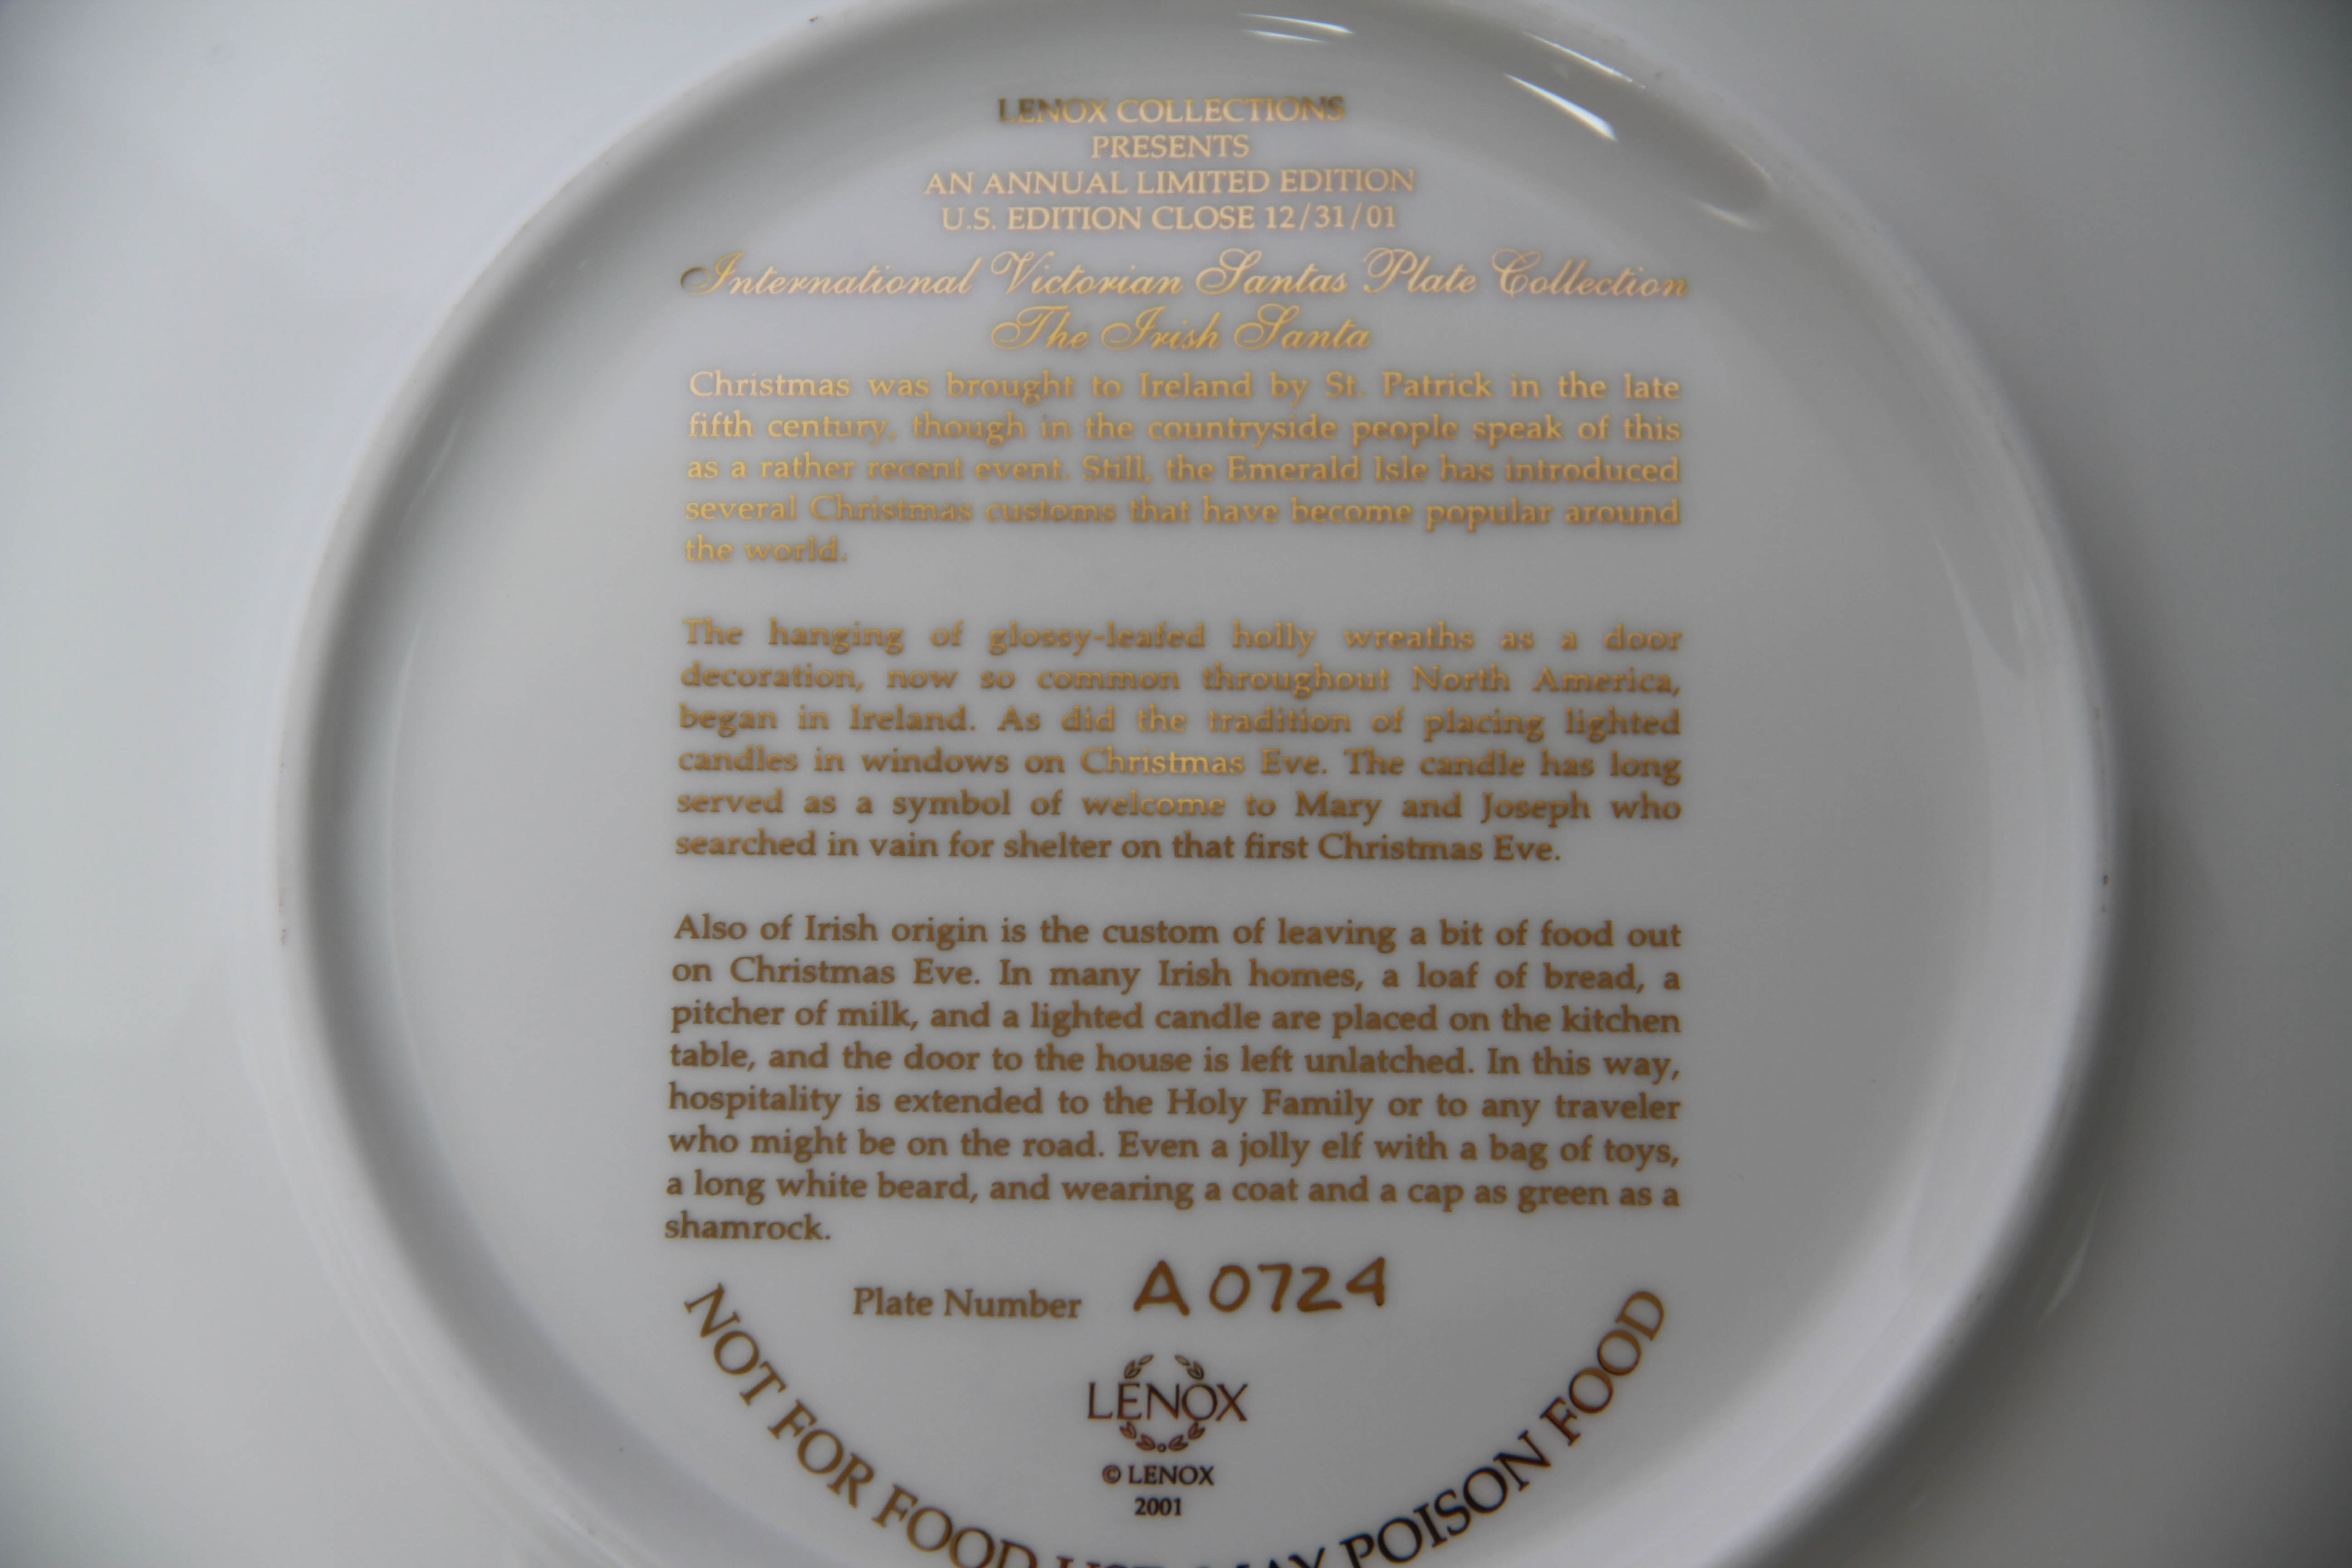 LENOX COLLECTIONS
PRESENTS
AN ANNUAL LIMITED EDITION
U.S. EDITION CLOSE 12/31/01
International Victorian Santas Plate Collection
The Irish Santa
Christmas was brought to Ireland by St. Patrick in the late
fifth century, though in the countryside people speak of this
as a rather recent event. Still, the Emerald Isle has introduced
several Christmas customs that have become popular around
the world.
The hanging of glossy-leafed holly wreaths as a door
decoration, now so common throughout North America,
began in Ireland. As did the tradition of placing lighted
candles in windows on Christmas Eve. The candle has long
served as a symbol of welcome to Mary and Joseph who
searched in vain for shelter on that first Christmas Eve.
Also of Irish origin is the custom of leaving a bit of food out
on Christmas Eve. In many Irish homes, a loaf of bread, a
pitcher of milk, and a lighted candle are placed on the kitchen
table, and the door to the house is left unlatched. In this way,
hospitality is extended to the Holy Family or to any traveler
who might be on the road. Even a jolly elf with a bag of toys,
a long white beard, and wearing a coat and a cap as green as a
shamrock.
Plate Number A 0724
LENOX
© LENOX
2001
NOT FOR FOOD USE MAY POISON FOOD